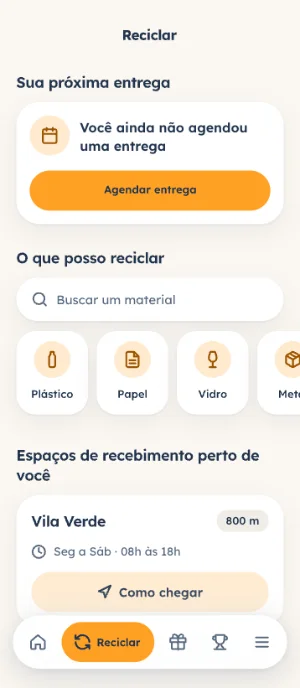 Reciclar
Sua próxima entrega
Você ainda não agendou
uma entrega
Agendar entrega
O que posso reciclar
Buscar um material
Plástico
Papel
Vidro
Meta
Espaços de recebimento perto de
você
Vila Verde
800 m
Seg a Sáb · 08h às 18h
Como chegar
Reciclar